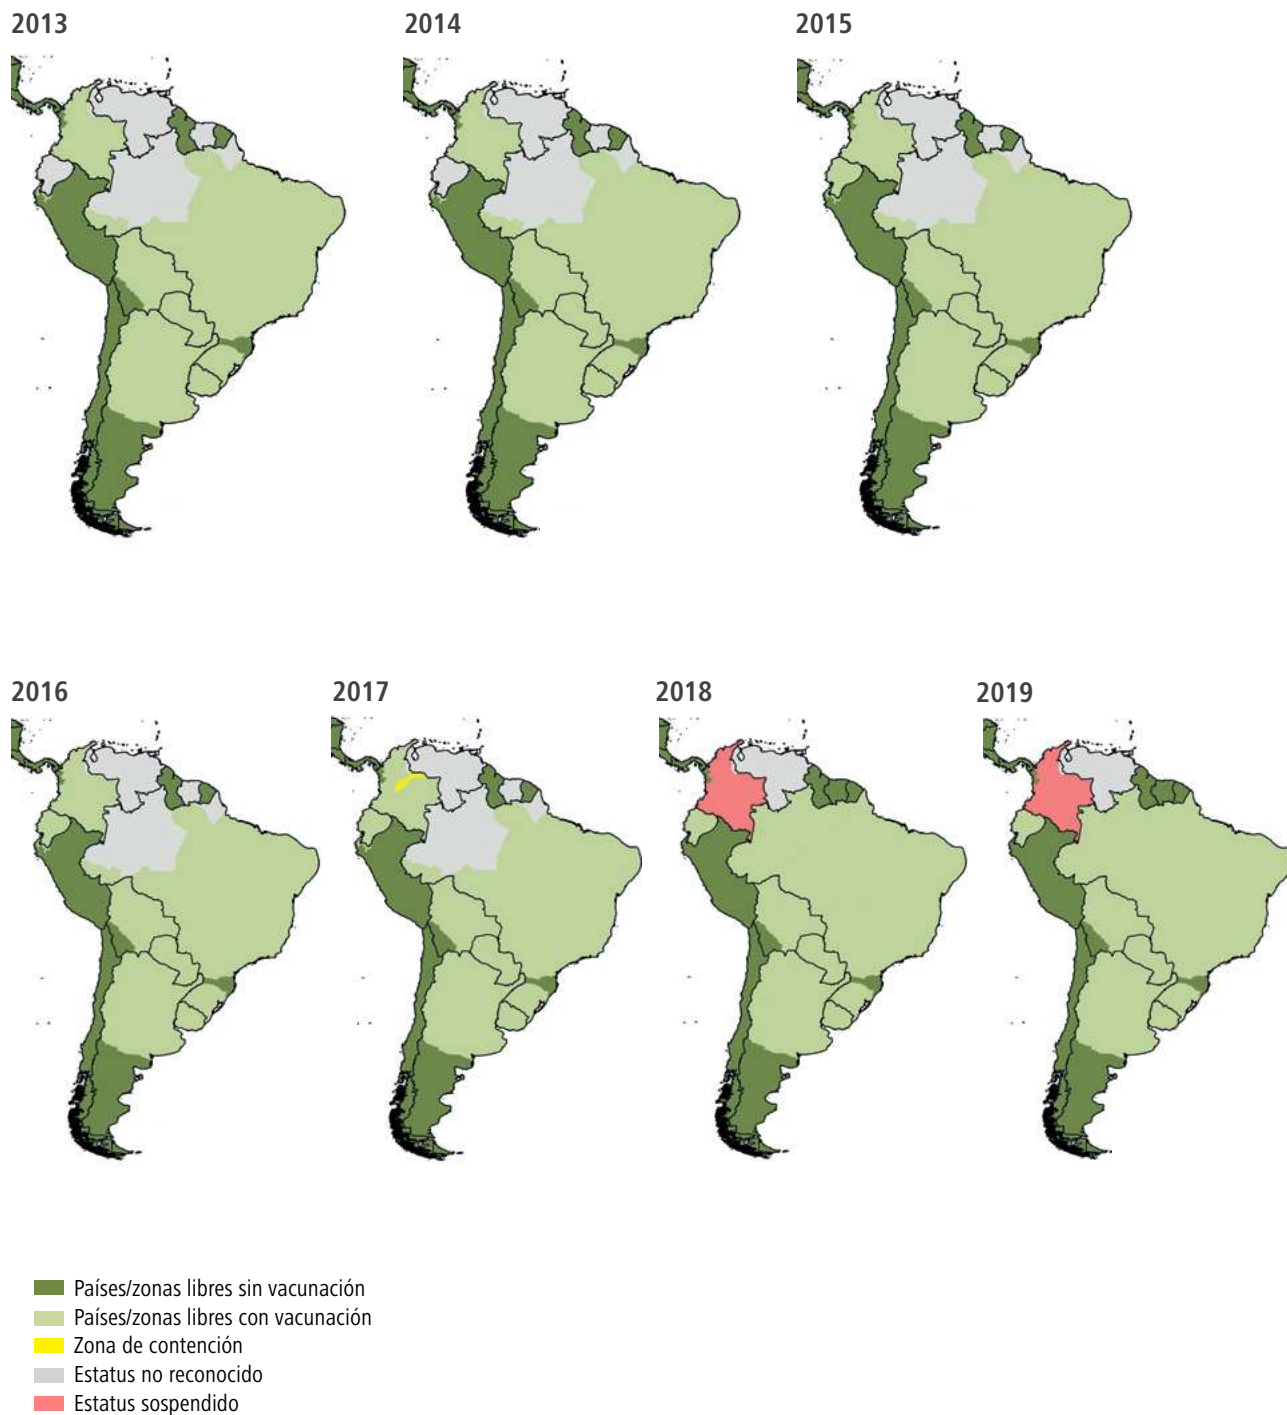 2013
2014
2015
2016
2017
2018
2019
Países/zonas libres sin vacunación
Países/zonas libres con vacunación
Zona de contención
Estatus no reconocido
Estatus sospendido